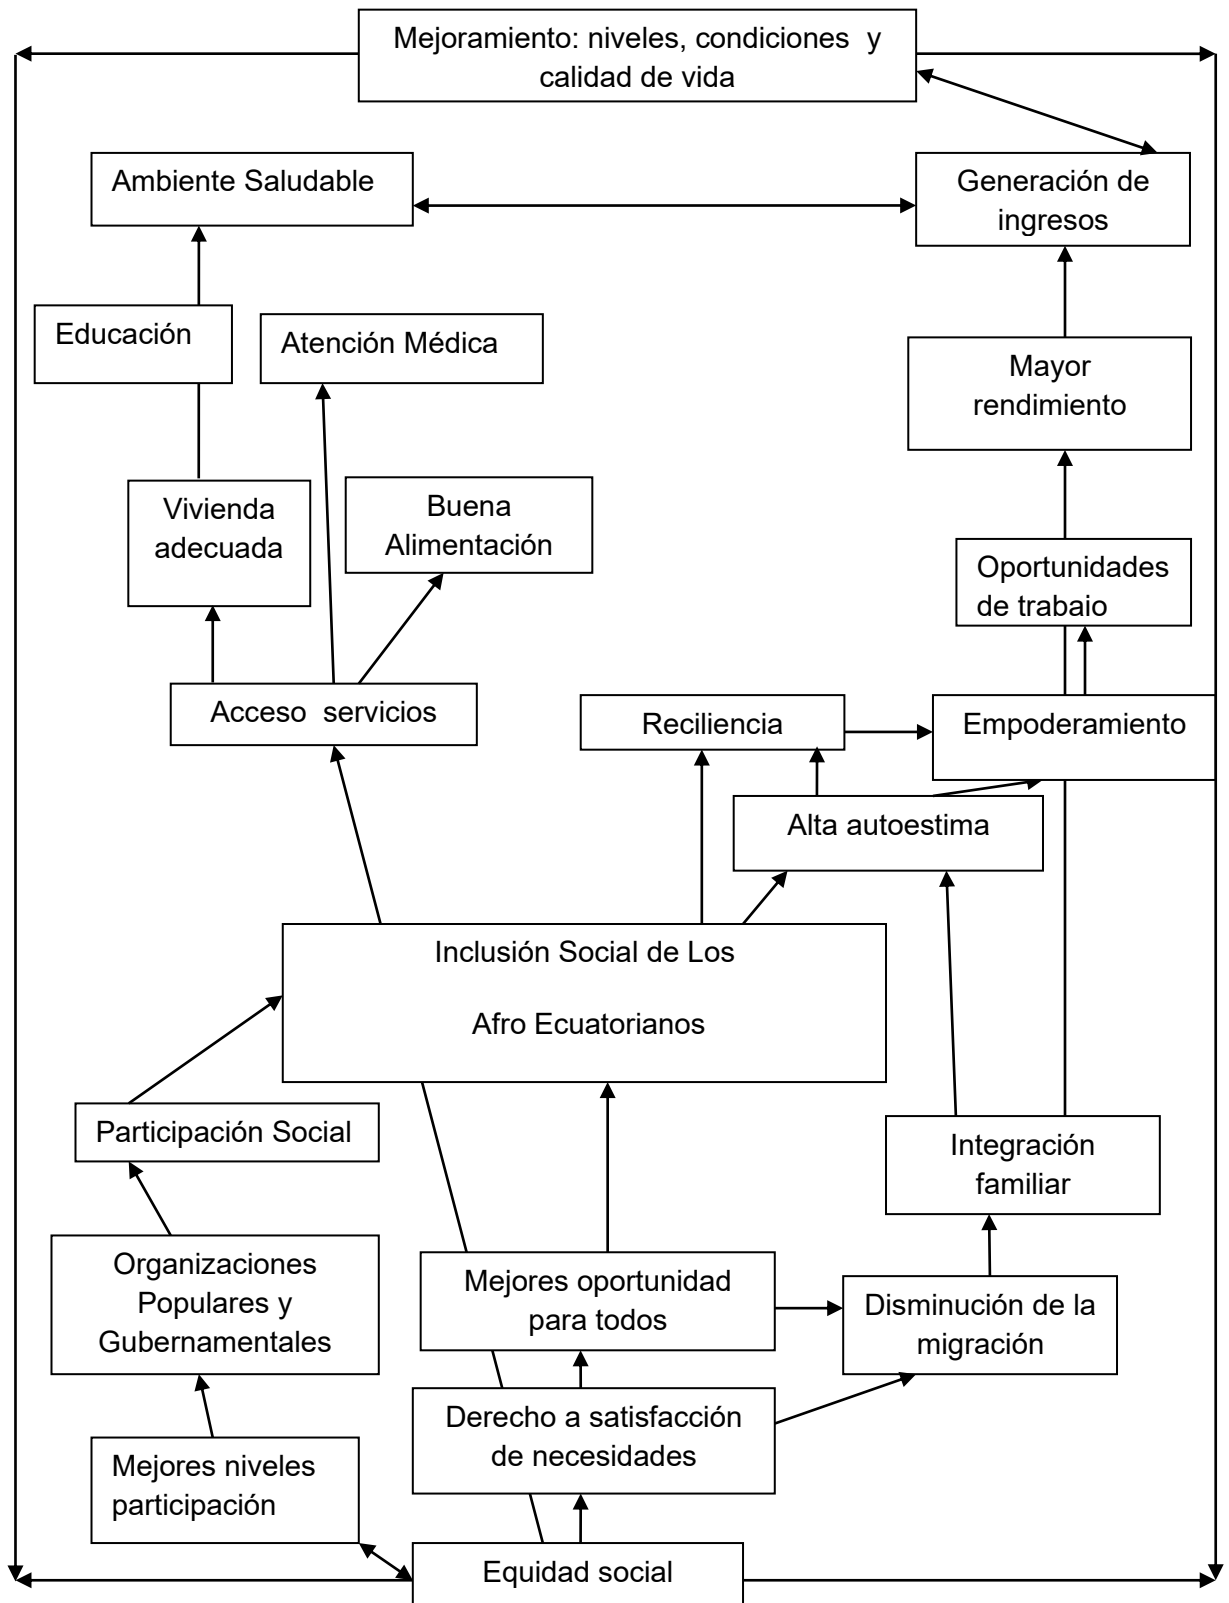 Mejoramiento: niveles, condiciones y
calidad de vida
Ambiente Saludable
Generación de
ingresos
Educación
Atención Médica
Mayor
rendimiento
Vivienda
adecuada
Buena
Alimentación
Oportunidades
de trabaio
Acceso servicios
Reciliencia
Empoderamiento
Alta autoestima
Inclusión Social de Los
Afro Ecuatorianos
Participación Social
Integración
familiar
Organizaciones
Populares y
Gubernamentales
Mejores oportunidad
para todos
Disminución de la
migración
Derecho a satisfacción
de necesidades
Mejores niveles
participación
Equidad social